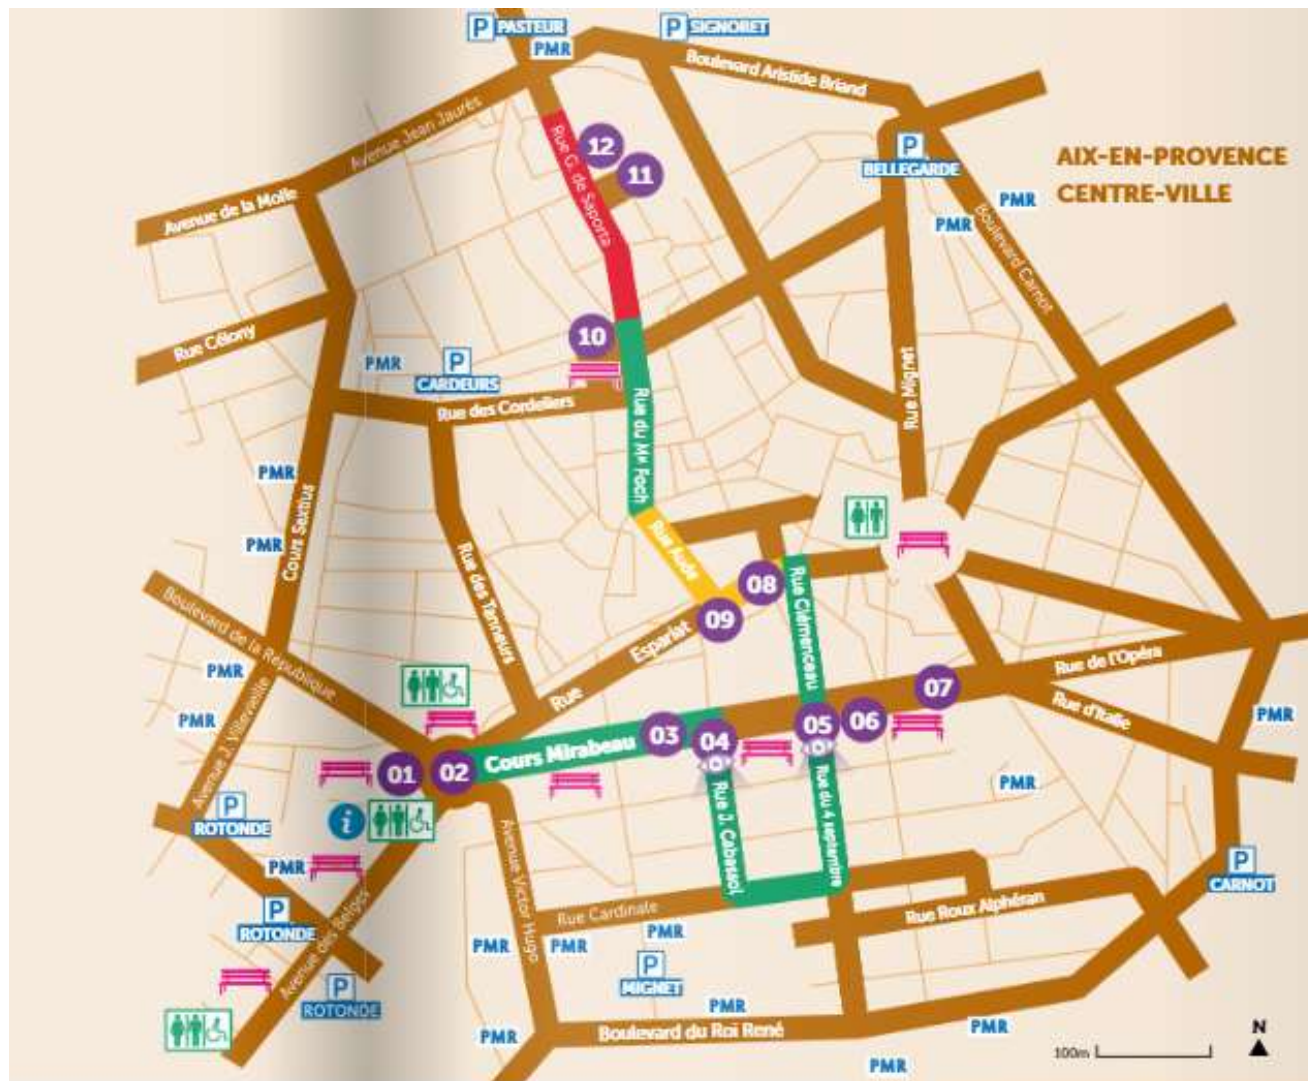 P PASTEUR
P SIGNORET
PMR
Boulevard Aristide Briand
Avenue Jean Jaurès
Rue G. de Saporta
12
11
P
BELLEGARDE
AIX-EN-PROVENCE
CENTRE-VILLE
PMR
PMR
Avenue de la Molle
Boulevard Carnot
Rue Célony
10
PMR
P
CARDEURS
Rue des Cordeliers
Rue du Mal Foch
Rue Mignet
PMR
Cours Sextius
PMR
Rue Aude
Rue des Tanneurs
08
09
Rue Clémenceau
Boulevard de la République
Rue Espariat
PMR
Rue de l'Opéra
07
Rue d'Italie
PMR
Avenue J. Villevieille
PMR
Cours Mirabeau
03
04
05
06
01
02
PMR
P
ROTONDE
i
Rue J. Cabassol
Rue du 4 septembre
Avenue Victor Hugo
PMR
P
CARNOT
P
ROTONDE
Avenue des Belges
Rue Cardinale
Rue Roux Alphéran
PMR
PMR
PMR
P
MIGNET
P
ROTONDE
PMR
PMR
Boulevard du Roi René
PMR
PMR
N
100m